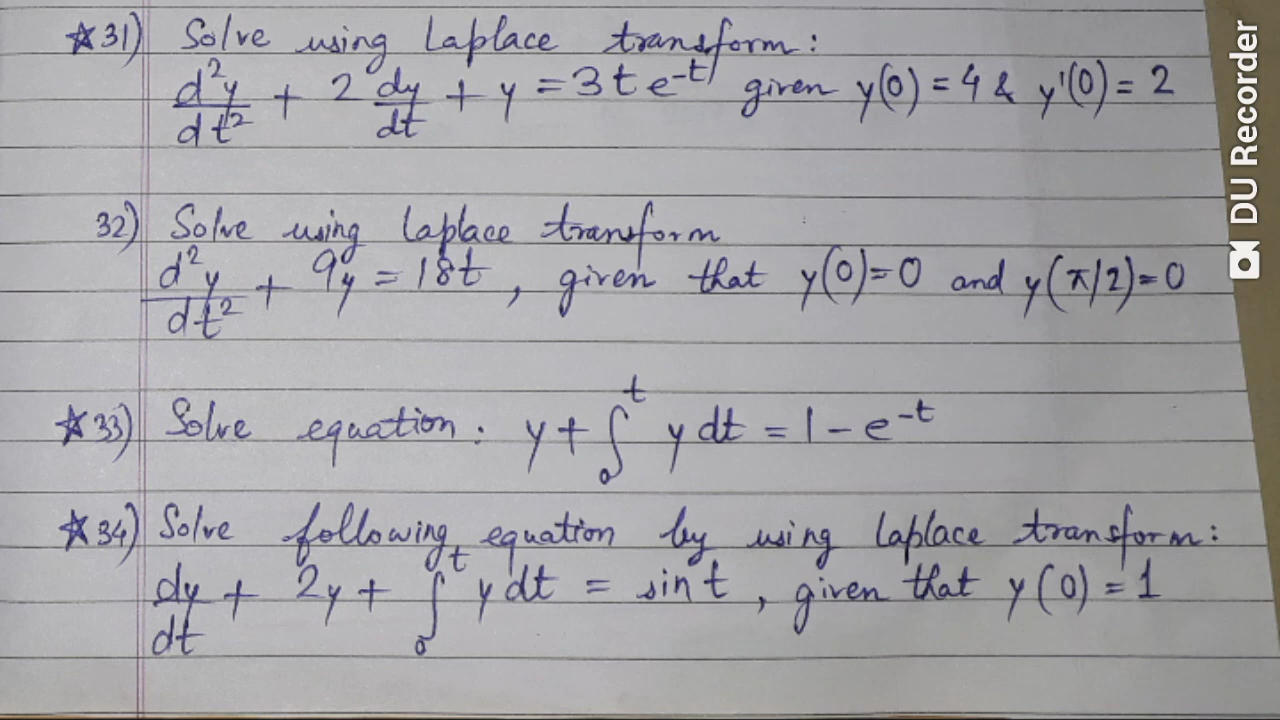 ☆31) Solve using Laplace transform:
d²y/dt² + 2 dy/dt + y = 3te^-t given y(0) = 4 & y'(0) = 2
32) Solve using laplace transform
d²y/dt² + 9y = 18t, given that y(0)=0 and y(π/2)=0
☆33) Solve equation: y + ∫₀ᵗ y dt = 1 - e^-t
☆34) Solve following equation by using laplace transform:
dy/dt + 2y + ∫₀ᵗ y dt = sin t, given that y(0) = 1
DU Recorder